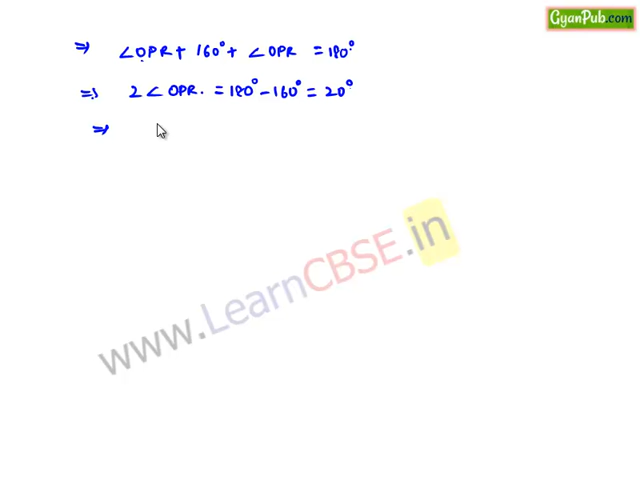 GyanPub.com
⇒ ∠OPR + 160° + ∠OPR = 180°
⇒ 2 ∠OPR. = 180° - 160° = 20°
⇒
www.LearnCBSE.in